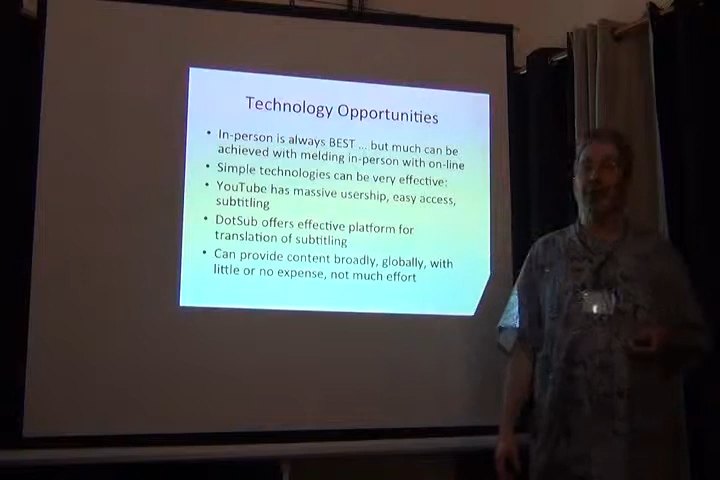 Technology Opportunities
• In-person is always BEST ... but much can be
achieved with melding in-person with on-line
• Simple technologies can be very effective:
• YouTube has massive usership, easy access,
subtitling
• DotSub offers effective platform for
translation of subtitling
• Can provide content broadly, globally, with
little or no expense, not much effort